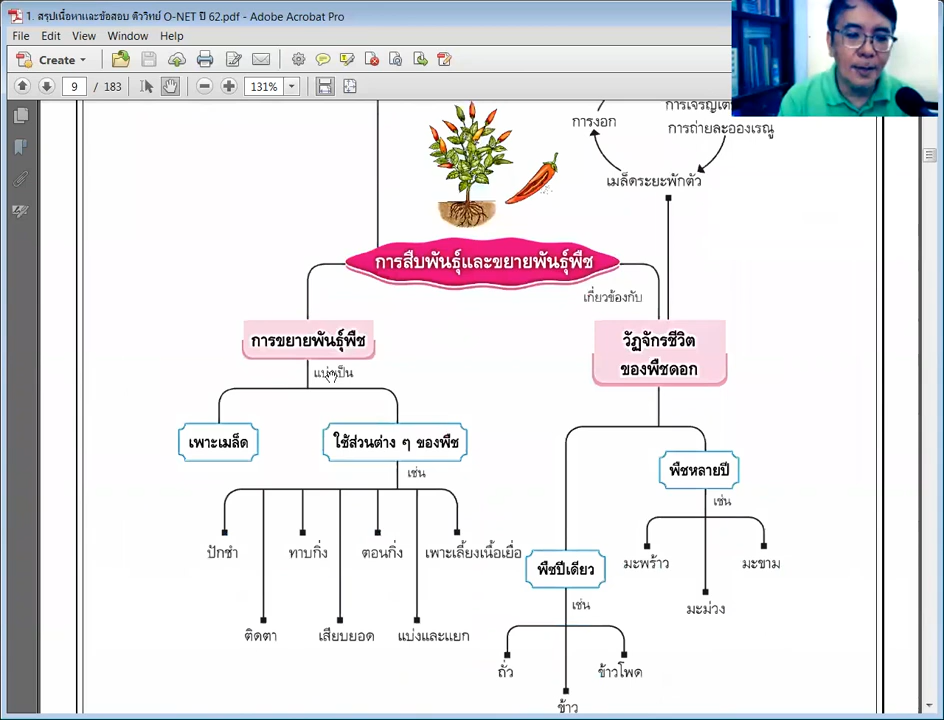 1. สรุปเนื้อหาและข้อสอบ ติววิทย์ O-NET ปี 62.pdf - Adobe Acrobat Pro
File Edit View Window Help
Create
9 / 183 131%
การงอก
การถ่ายละอองเรณู
เมล็ดระยะพักตัว
การสืบพันธุ์และขยายพันธุ์พืช
เกี่ยวข้องกับ
การขยายพันธุ์พืช
วัฏจักรชีวิต
ของพืชดอก
เพาะเมล็ด
ใช้ส่วนต่าง ๆ ของพืช
เช่น
พืชหลายปี
เช่น
ปักชำ ทาบกิ่ง ตอนกิ่ง เพาะเลี้ยงเนื้อเยื่อ
มะพร้าว มะขาม
พืชปีเดียว
มะม่วง
เช่น
ติดตา เสียบยอด แบ่งและแยก
ถั่ว ข้าวโพด
ข้าว